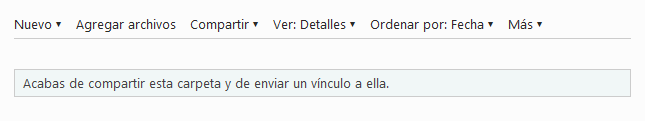 Nuevo ▾ Agregar archivos Compartir ▾ Ver: Detalles ▾ Ordenar por: Fecha ▾ Más ▾
Acabas de compartir esta carpeta y de enviar un vínculo a ella.